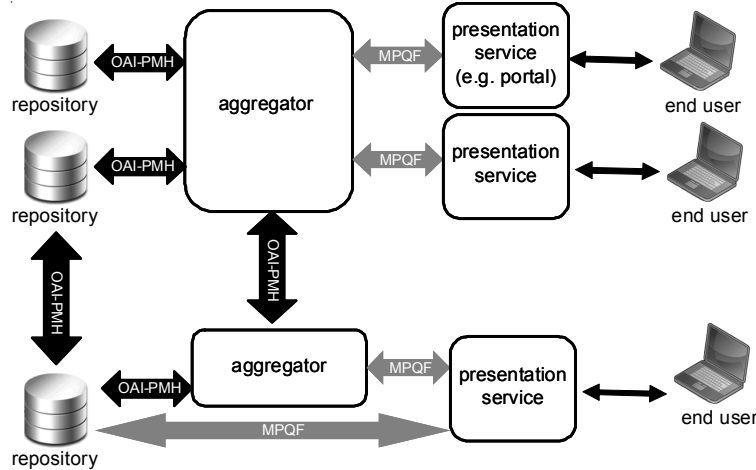 OAI-PMH
MPQF
presentation
service
(e.g. portal)
repository
aggregator
end user
OAI-PMH
MPQF
presentation
service
repository
end user
OAI-PMH
OAI-PMH
aggregator
MPQF
OAI-PMH
presentation
service
end user
MPQF
repository